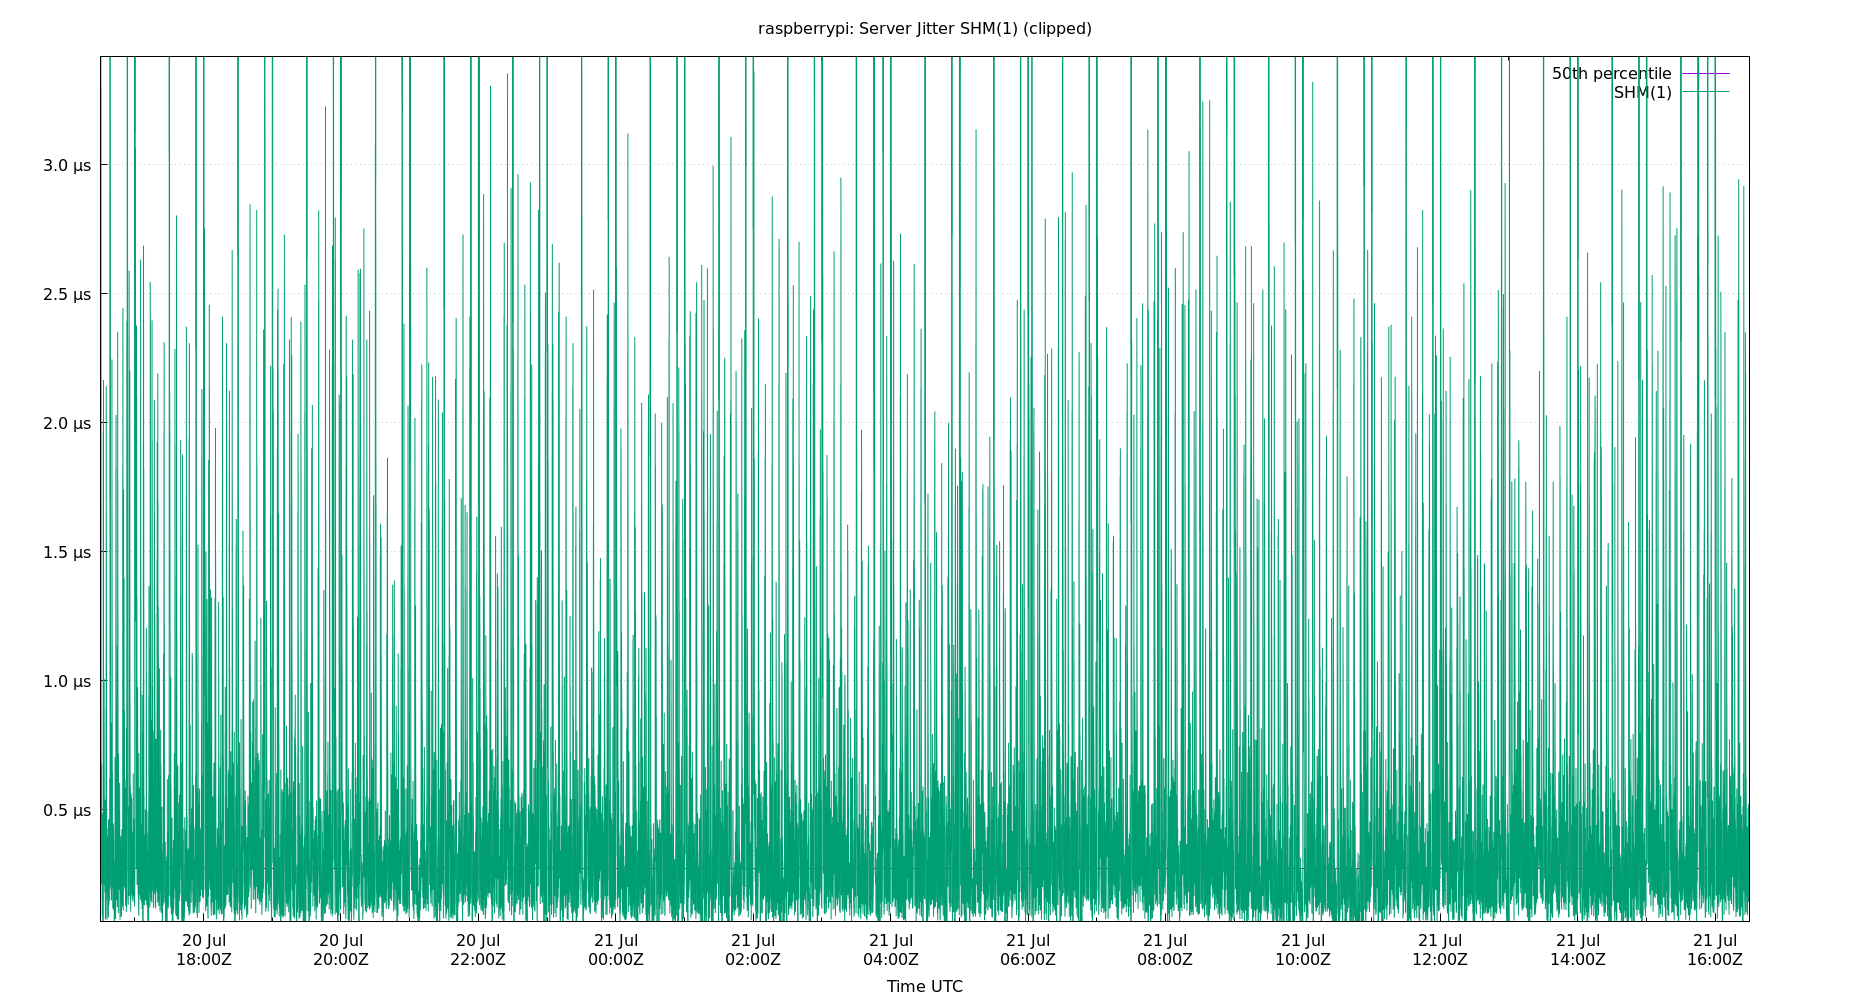 raspberrypi: Server Jitter SHM(1) (clipped)
50th percentile
SHM(1)
3.0 µs
2.5 µs
2.0 µs
1.5 µs
1.0 µs
0.5 µs
20 Jul 20 Jul 20 Jul 21 Jul 21 Jul 21 Jul 21 Jul 21 Jul 21 Jul 21 Jul 21 Jul 21 Jul
18:00Z 20:00Z 22:00Z 00:00Z 02:00Z 04:00Z 06:00Z 08:00Z 10:00Z 12:00Z 14:00Z 16:00Z
Time UTC